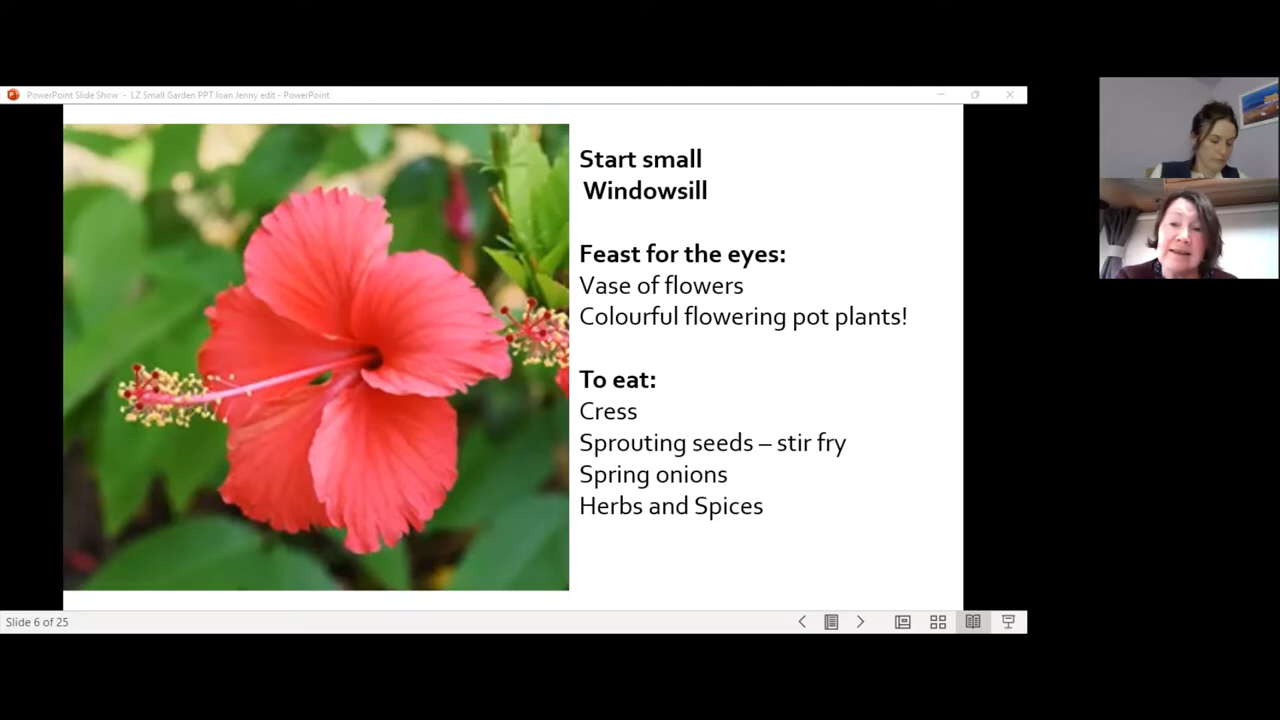 PowerPoint Slide Show - LZ Small Garden PPT Joan Jenny edit - PowerPoint
Start small
Windowsill
Feast for the eyes:
Vase of flowers
Colourful flowering pot plants!
To eat:
Cress
Sprouting seeds – stir fry
Spring onions
Herbs and Spices
Slide 6 of 25